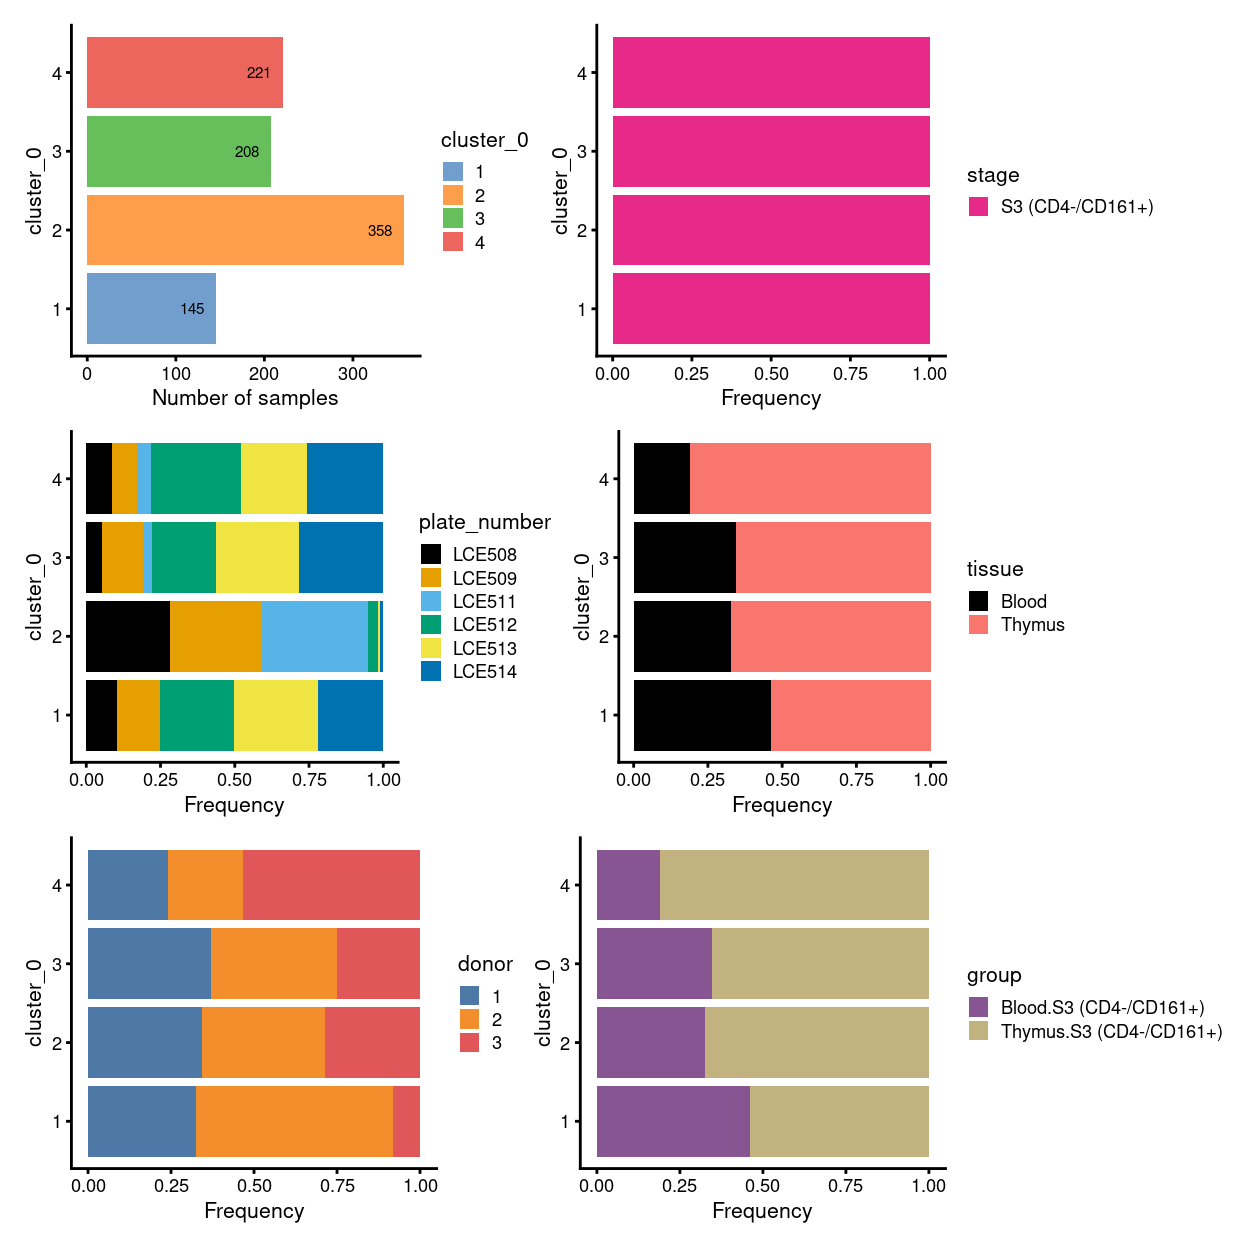 cluster_0
4
3
2
1
221
208
358
145
0 100 200 300
Number of samples
cluster_0
1
2
3
4
cluster_0
4
3
2
1
0.00 0.25 0.50 0.75 1.00
Frequency
stage
S3 (CD4-/CD161+)
cluster_0
4
3
2
1
0.00 0.25 0.50 0.75 1.00
Frequency
plate_number
LCE508
LCE509
LCE511
LCE512
LCE513
LCE514
cluster_0
4
3
2
1
0.00 0.25 0.50 0.75 1.00
Frequency
tissue
Blood
Thymus
cluster_0
4
3
2
1
0.00 0.25 0.50 0.75 1.00
Frequency
donor
1
2
3
cluster_0
4
3
2
1
0.00 0.25 0.50 0.75 1.00
Frequency
group
Blood.S3 (CD4-/CD161+)
Thymus.S3 (CD4-/CD161+)